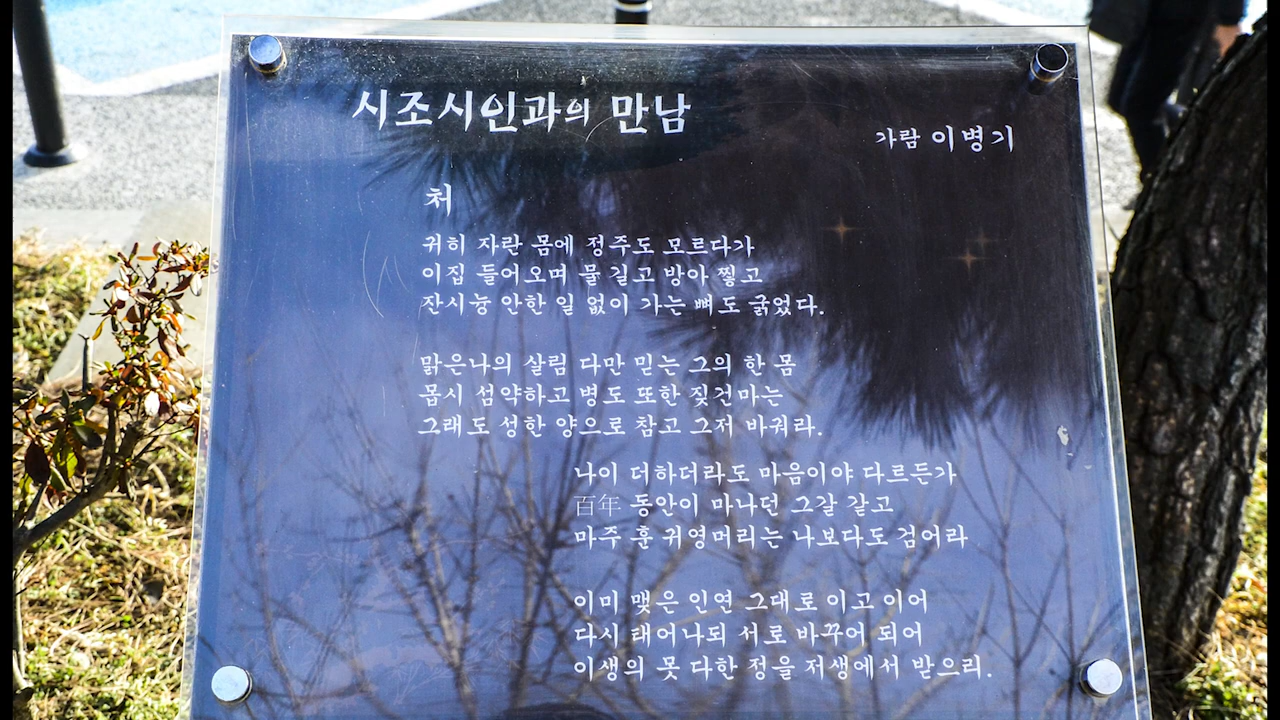 시조시인과의 만남
가람 이병기
처
귀히 자란 몸에 정주도 모르다가
이집 들어오며 물 길고 방아 찧고
잔시늉 안한 일 없이 가는 뼈도 굵었다.
맑은나의 살림 다만 믿는 그의 한 몸
몹시 섬약하고 병도 또한 짖건마는
그래도 성한 양으로 참고 그저 바궈라.
나이 더하더라도 마음이야 다르든가
百年 동안이 마나던 그갈 같고
마주 훈 귀영머리는 나보다도 검어라
이미 맺은 인연 그대로 이고 이어
다시 태어나되 서로 바꾸어 되어
이생의 못 다한 정을 저생에서 받으리.